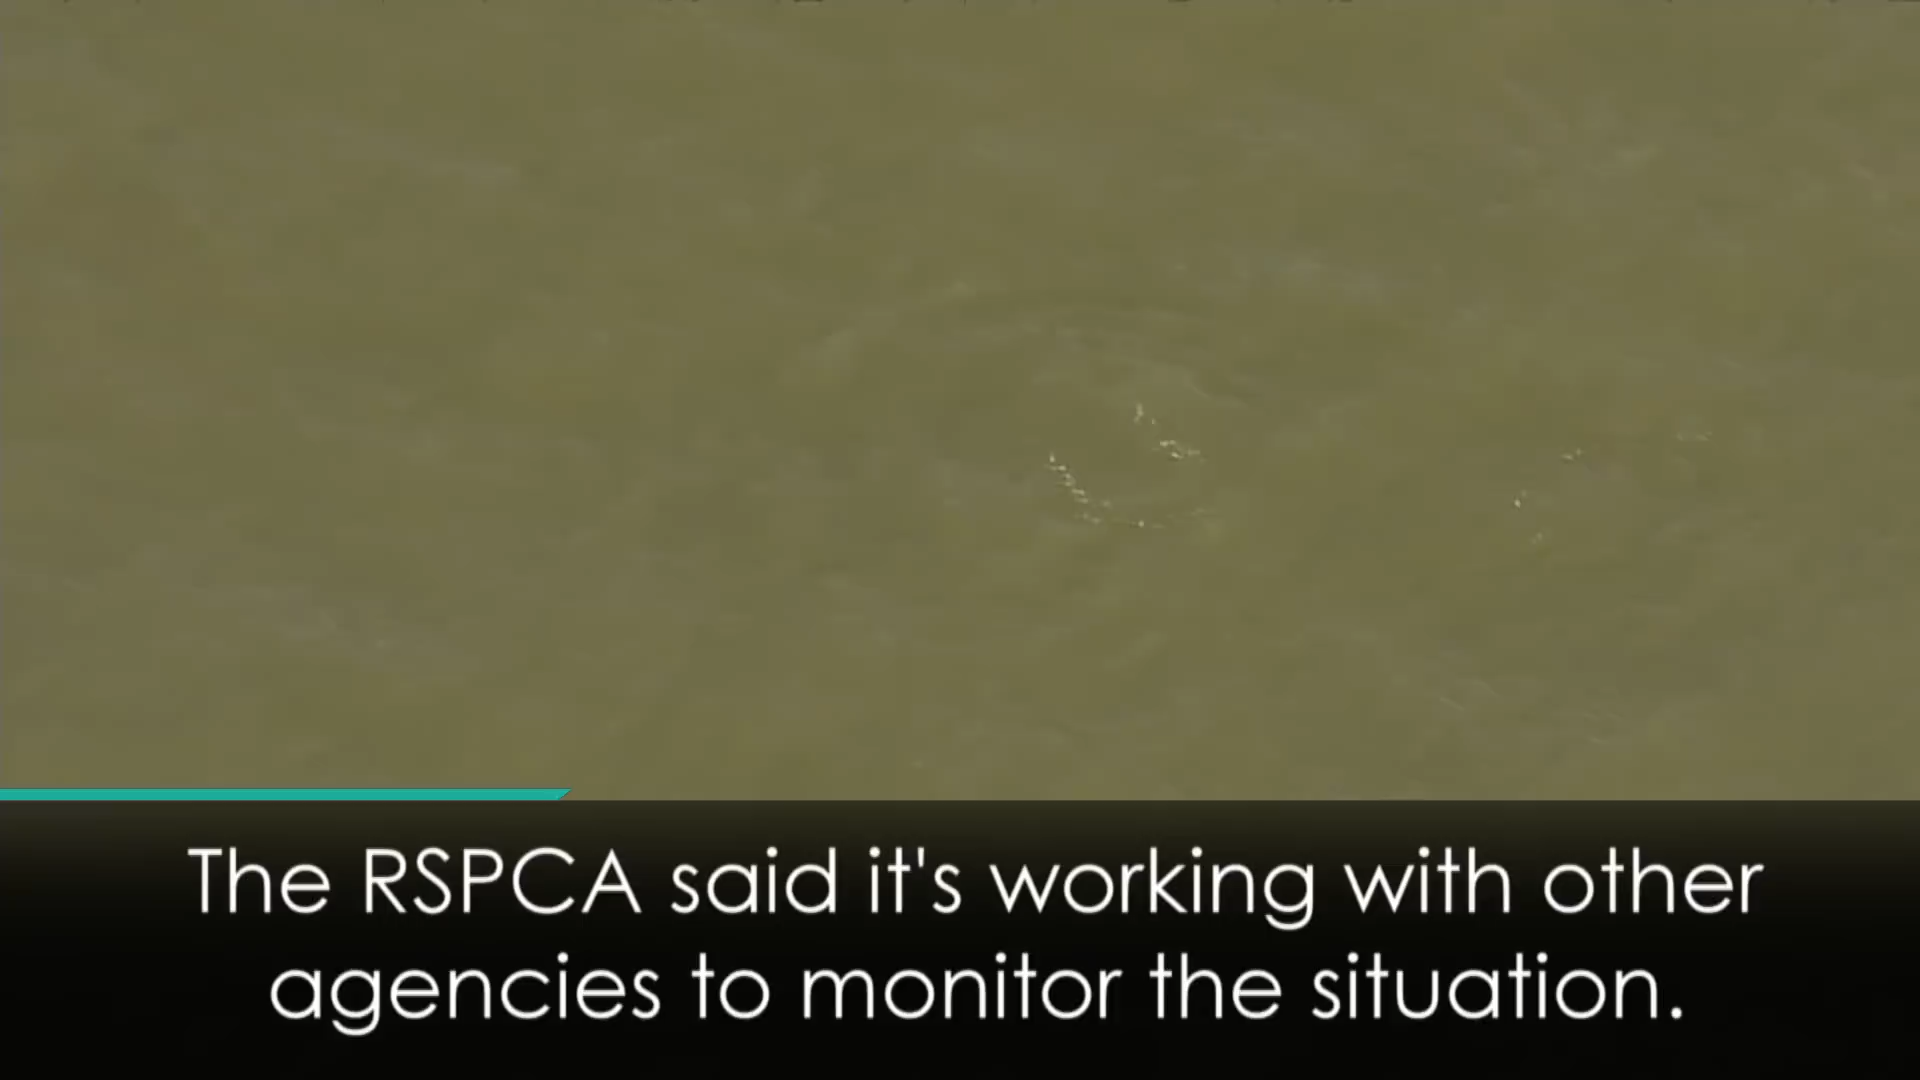 The RSPCA said it's working with other
agencies to monitor the situation.